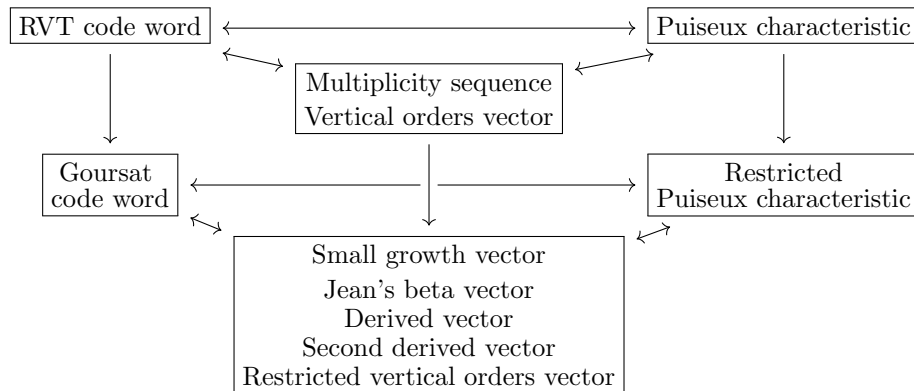 RVT code word
Puiseux characteristic
Multiplicity sequence
Vertical orders vector
Goursat
code word
Restricted
Puiseux characteristic
Small growth vector
Jean's beta vector
Derived vector
Second derived vector
Restricted vertical orders vector